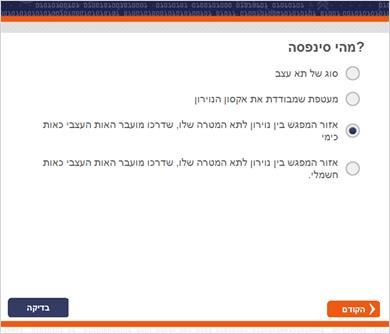 מהי סינפסה?
סוג של תא עצב
מעטפת שמבודדת את אקסון הנוירון
אזור המפגש בין נוירון לתא המטרה שלו, שדרכו מועבר האות העצבי כאות
כימי
אזור המפגש בין נוירון לתא המטרה שלו, שדרכו מועבר האות העצבי כאות
חשמלי.
הקודם
בדיקה